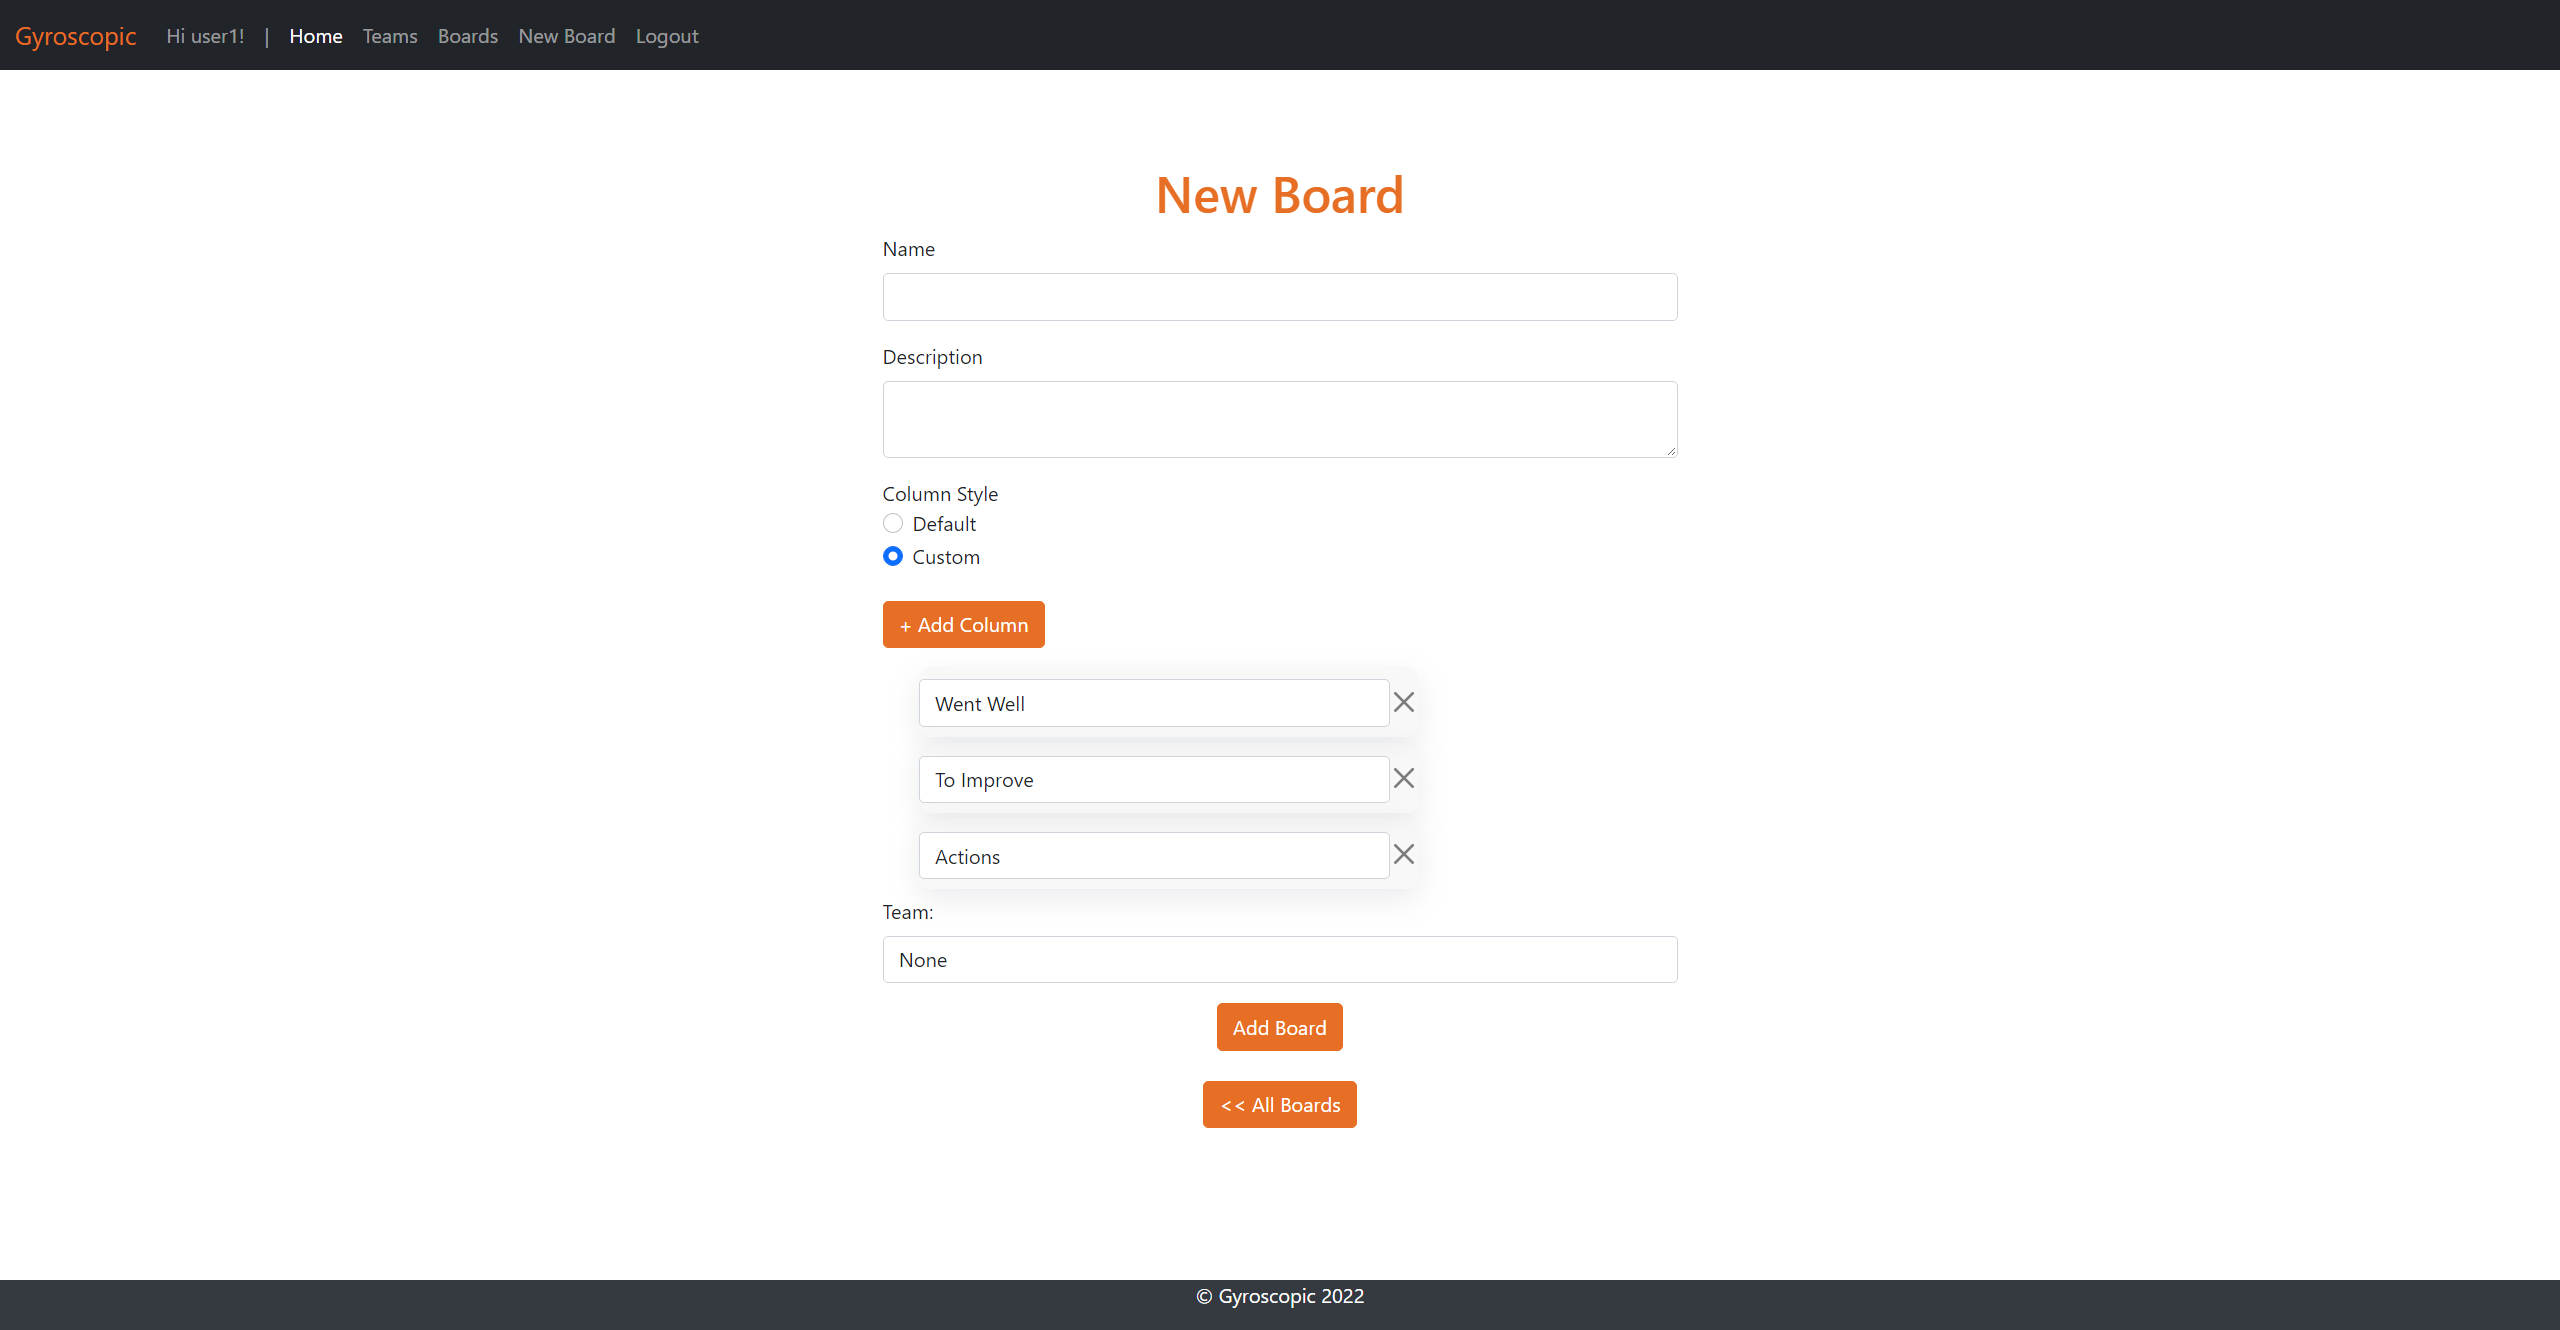 Gyroscopic Hi user1! | Home Teams Boards New Board Logout
New Board
Name
Description
Column Style
Default
Custom
+ Add Column
Went Well
To Improve
Actions
Team:
None
Add Board
<< All Boards
© Gyroscopic 2022